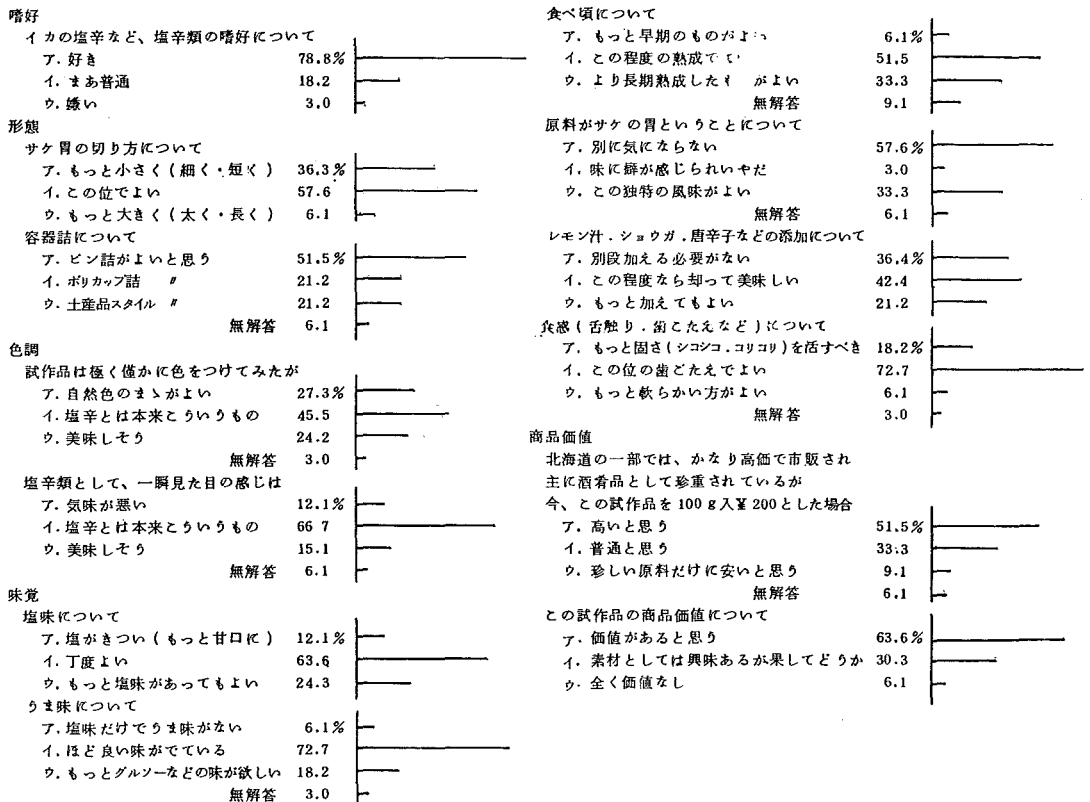 嗜好
イカの塩辛など、塩辛類の嗜好について
ア. 好き 78.8%
イ. まあ普通 18.2
ウ. 嫌い 3.0
形態
サケ胃の切り方について
ア. もっと小さく(細く・短く) 36.3%
イ. この位でよい 57.6
ウ. もっと大きく(太く・長く) 6.1
容器詰について
ア. ビン詰がよいと思う 51.5%
イ. ポリカップ詰 〃 21.2
ウ. 土産品スタイル 〃 21.2
無解答 6.1
色調
試作品は極く僅かに色をつけてみたが
ア. 自然色のまゝがよい 27.3%
イ. 塩辛とは本来こういうもの 45.5
ウ. 美味しそう 24.2
無解答 3.0
塩辛類として、一瞬見た目の感じは
ア. 気味が悪い 12.1%
イ. 塩辛とは本来こういうもの 66 7
ウ. 美味しそう 15.1
無解答 6.1
味覚
塩味について
ア. 塩がきつい(もっと甘口に) 12.1%
イ. 丁度よい 63.6
ウ. もっと塩味があってもよい 24.3
うま味について
ア. 塩味だけでうま味がない 6.1%
イ. ほど良い味がでている 72.7
ウ. もっとグルソーなどの味が欲しい 18.2
無解答 3.0
食べ頃について
ア. もっと早期のものがよ 6.1%
イ. この程度の熟成で 51.5
ウ. より長期熟成した がよい 33.3
無解答 9.1
原料がサケの胃ということについて
ア. 別に気にならない 57.6%
イ. 味に癖が感じられいやだ 3.0
ウ. この独特の風味がよい 33.3
無解答 6.1
レモン汁.ショウガ.唐辛子などの添加について
ア. 別段加える必要がない 36.4%
イ. この程度なら却って美味しい 42.4
ウ. もっと加えてもよい 21.2
食感(舌触り.歯こたえなど)について
ア. もっと固さ(シコシコ.コリコリ)を活すべき 18.2%
イ. この位の歯ごたえでよい 72.7
ウ. もっと軟らかい方がよい 6.1
無解答 3.0
商品価値
北海道の一部では、かなり高価で市販され
主に酒肴品として珍重されているが
今、この試作品を100g入¥200とした場合
ア. 高いと思う 51.5%
イ. 普通と思う 33.3
ウ. 珍しい原料だけに安いと思う 9.1
無解答 6.1
この試作品の商品価値について
ア. 価値があると思う 63.6%
イ. 素材としては興味あるが果してどうか 30.3
ウ. 全く価値なし 6.1